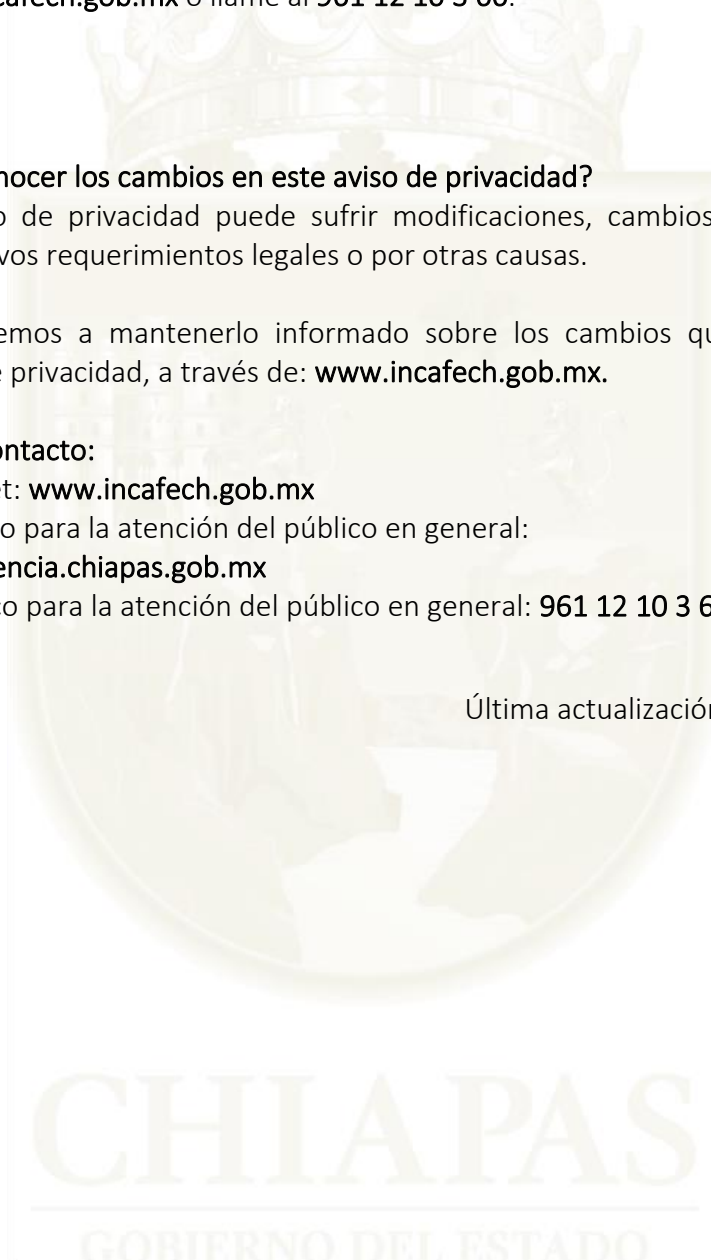 cafech.gob.mx o llame al 961 12 10 3 60.
nocer los cambios en este aviso de privacidad?
o de privacidad puede sufrir modificaciones, cambios
vos requerimientos legales o por otras causas.
emos a mantenerlo informado sobre los cambios qu
e privacidad, a través de: www.incafech.gob.mx.
ontacto:
et: www.incafech.gob.mx
o para la atención del público en general:
encia.chiapas.gob.mx
co para la atención del público en general: 961 12 10 3 6
Última actualización
CHIAPAS
GOBIERNO DEL ESTADO